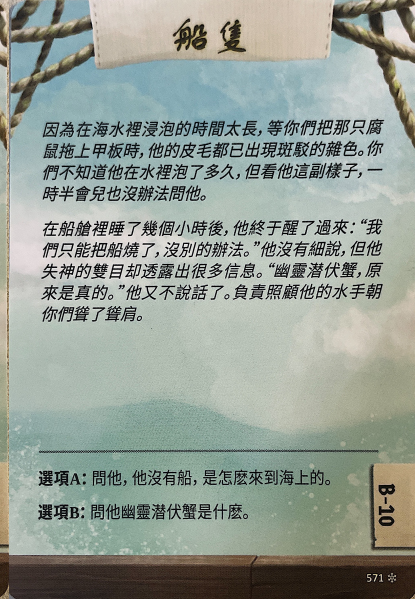 船隻
因為在海水裡浸泡的時間太長，等你們把那只腐
鼠拖上甲板時，他的皮毛都已出現斑駁的雜色。你
們不知道他在水裡泡了多久，但看他這副樣子，一
時半會兒也沒辦法問他。
在船艙裡睡了幾個小時後，他終于醒了過來：“我
們只能把船燒了，沒別的辦法。”他沒有細說，但他
失神的雙目却透露出很多信息。“幽靈潜伏蟹，原
來是真的。”他又不說話了。負責照顧他的水手朝
你們聳了聳肩。
選項A：問他，他沒有船，是怎麽來到海上的。
選項B：問他幽靈潜伏蟹是什麽。
B-10
571